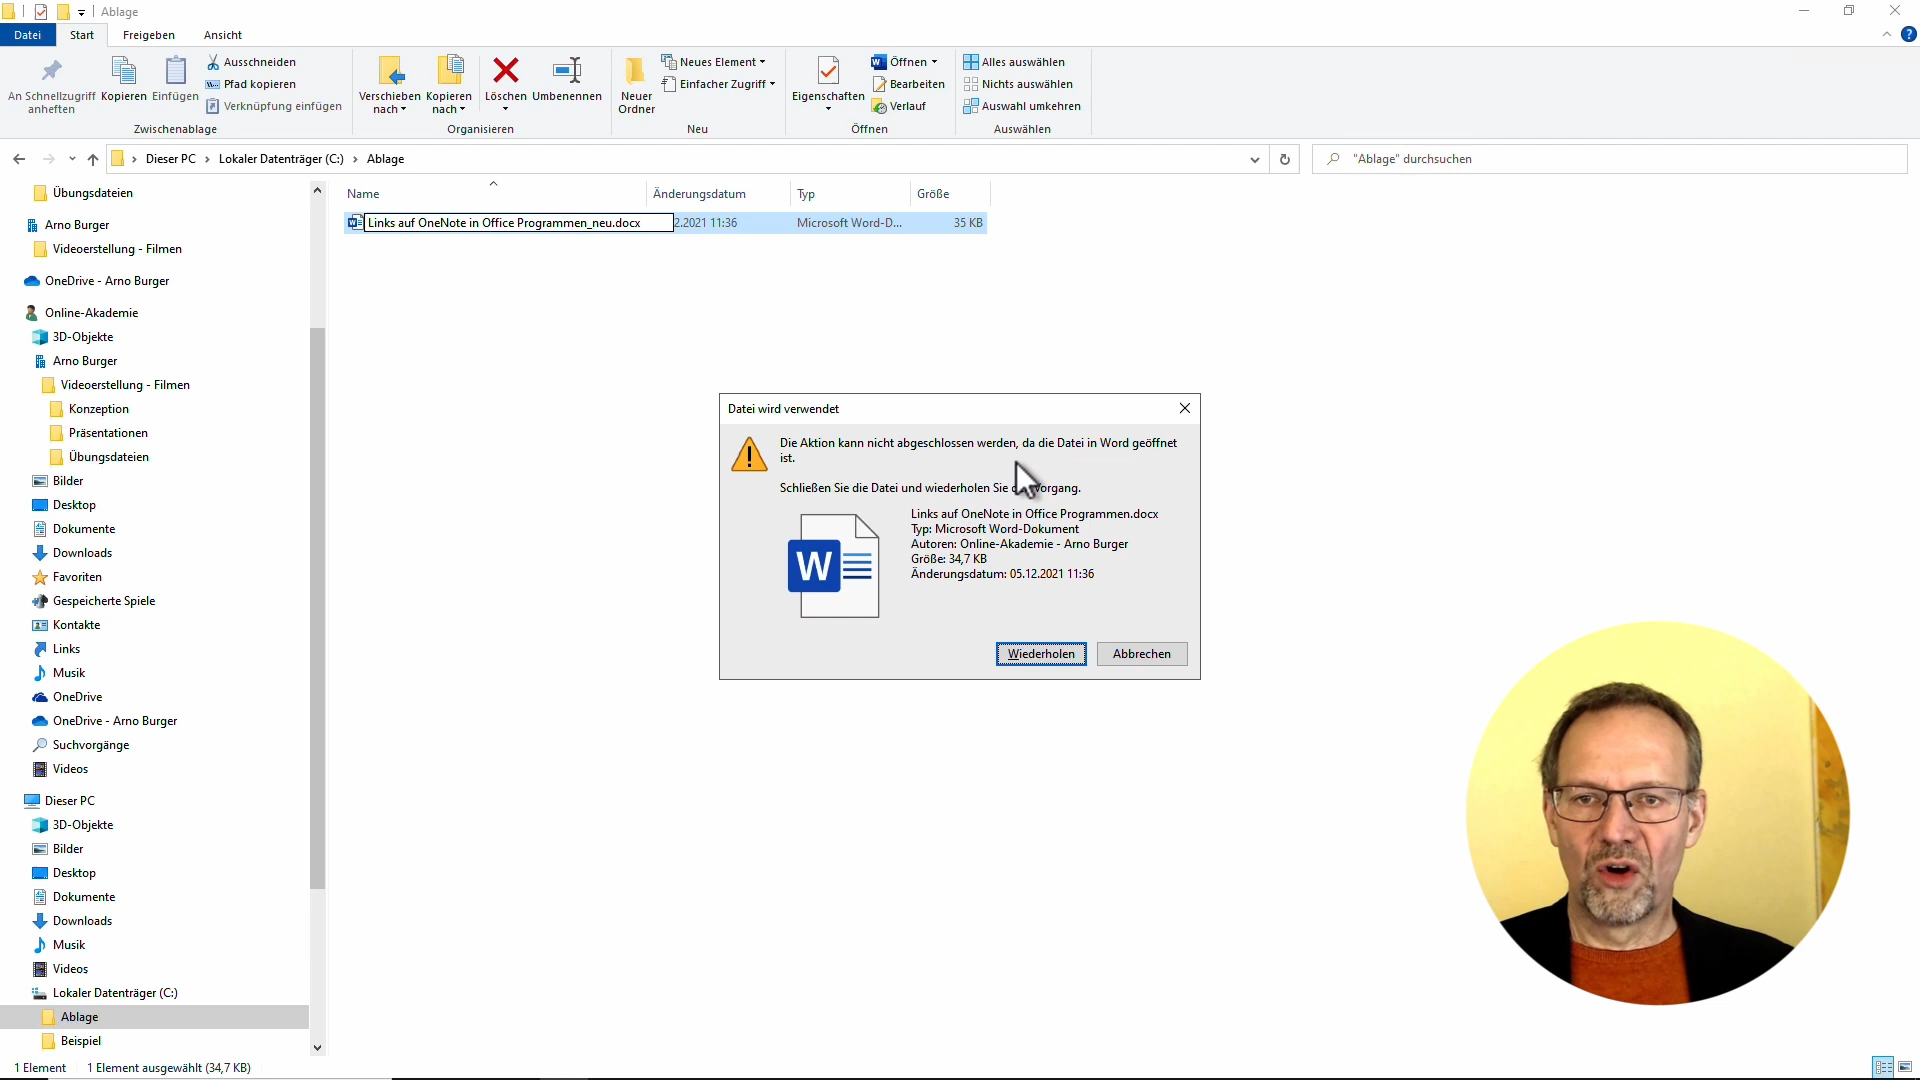 Ablage
Datei
Start
Freigeben
Ansicht
?
An Schnellzugriff
anheften
Kopieren
Einfügen
Ausschneiden
Pfad kopieren
Verknüpfung einfügen
Zwischenablage
Verschieben
nach
Kopieren
nach
Löschen
Umbenennen
Organisieren
Neuer
Ordner
Neues Element
Einfacher Zugriff
Neu
Eigenschaften
Öffnen
Bearbeiten
Verlauf
Öffnen
Alles auswählen
Nichts auswählen
Auswahl umkehren
Auswählen
Dieser PC > Lokaler Datenträger (C:) > Ablage
"Ablage" durchsuchen
Name
Änderungsdatum
Typ
Größe
Links auf OneNote in Office Programmen_neu.docx
2.2021 11:36
Microsoft Word-D...
35 KB
Übungsdateien
Arno Burger
Videoerstellung - Filmen
OneDrive - Arno Burger
Online-Akademie
3D-Objekte
Arno Burger
Videoerstellung - Filmen
Konzeption
Präsentationen
Übungsdateien
Bilder
Desktop
Dokumente
Downloads
Favoriten
Gespeicherte Spiele
Kontakte
Links
Musik
OneDrive
OneDrive - Arno Burger
Suchvorgänge
Videos
Dieser PC
3D-Objekte
Bilder
Desktop
Dokumente
Downloads
Musik
Videos
Lokaler Datenträger (C:)
Ablage
Beispiel
Datei wird verwendet
Die Aktion kann nicht abgeschlossen werden, da die Datei in Word geöffnet
ist.
Schließen Sie die Datei und wiederholen Sie organg.
W
Links auf OneNote in Office Programmen.docx
Typ: Microsoft Word-Dokument
Autoren: Online-Akademie - Arno Burger
Größe: 34,7 KB
Änderungsdatum: 05.12.2021 11:36
Wiederholen
Abbrechen
1 Element
1 Element ausgewählt (34,7 KB)